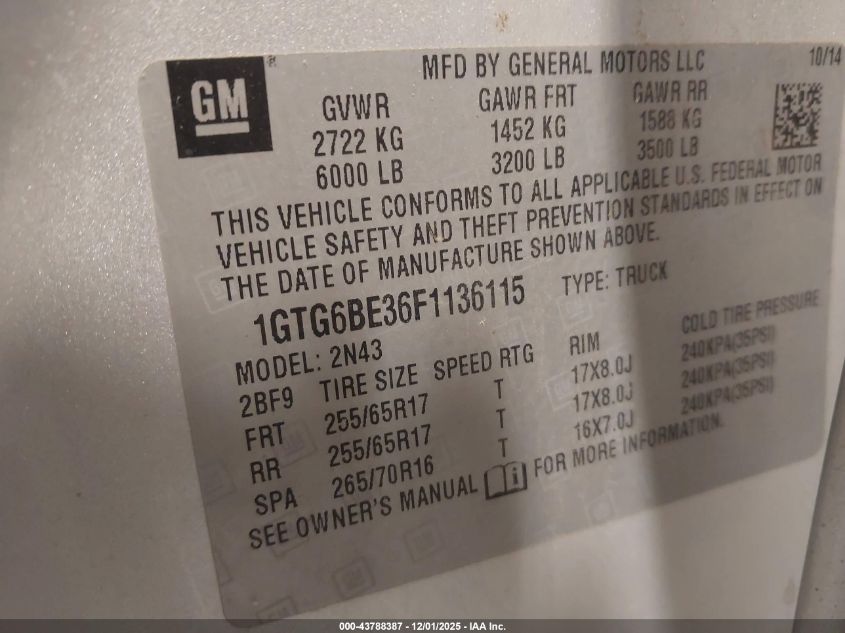 MFD BY GENERAL MOTORS LLC 10/14
GM®
GVWR GAWR FRT GAWR RR
2722 KG 1452 KG 1588 KG
6000 LB 3200 LB 3500 LB
THIS VEHICLE CONFORMS TO ALL APPLICABLE U.S. FEDERAL MOTOR
VEHICLE SAFETY AND THEFT PREVENTION STANDARDS IN EFFECT ON
THE DATE OF MANUFACTURE SHOWN ABOVE.
1GTG6BE36F1136115 TYPE: TRUCK
MODEL: 2N43
2BF9 TIRE SIZE SPEED RTG RIM COLD TIRE PRESSURE
FRT 255/65R17 T 17X8.0J 240KPA(35PSI)
RR 255/65R17 T 17X8.0J 240KPA(35PSI)
SPA 265/70R16 T 16X7.0J 240KPA(35PSI)
SEE OWNER'S MANUAL FOR MORE INFORMATION.
000-43788387 - 12/01/2025 - IAA Inc.